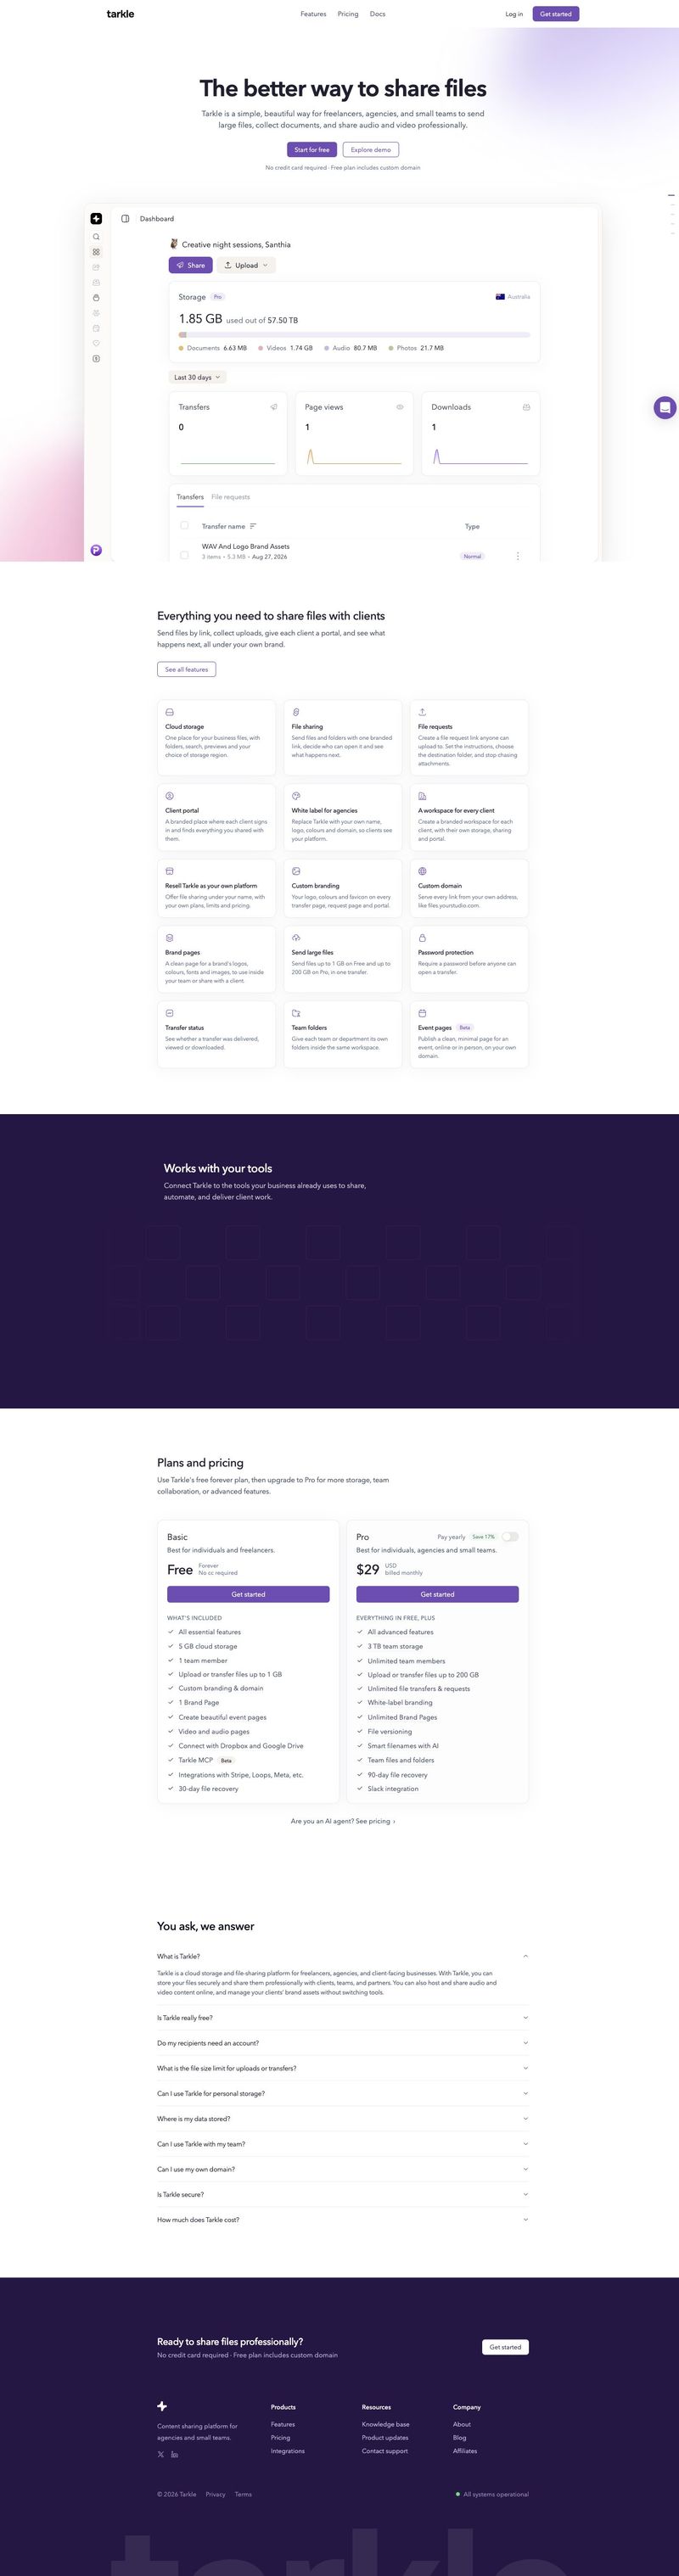 tarkle
Features
Pricing
Docs
Log in
Get started
The better way to share files
Tarkle is a simple, beautiful way for freelancers, agencies, and small teams to send
large files, collect documents, and share audio and video professionally.
Start for free
Explore demo
No credit card required · Free plan includes custom domain
Dashboard
Creative night sessions, Santhia
Share
Upload
Storage Pro
Australia
1.85 GB used out of 57.50 TB
Documents 6.63 MB
Videos 1.74 GB
Audio 80.7 MB
Photos 21.7 MB
Last 30 days
Transfers
0
Page views
1
Downloads
1
Transfers
File requests
Transfer name
Type
WAV And Logo Brand Assets
3 items • 5.3 MB • Aug 27, 2026
Normal
Everything you need to share files with clients
Send files by link, collect uploads, give each client a portal, and see what
happens next, all under your own brand.
See all features
Cloud storage
One place for your business files, with
folders, search, previews and your
choice of storage region.
File sharing
Send files and folders with one branded
link, decide who can open it and see
what happens next.
File requests
Create a file request link anyone can
upload to. Set the instructions, choose
the destination folder, and stop chasing
attachments.
Client portal
A branded place where each client signs
in and finds everything you shared with
them.
White label for agencies
Replace Tarkle with your own name,
logo, colours and domain, so clients see
your platform.
A workspace for every client
Create a branded workspace for each
client, with their own storage, sharing
and portal.
Resell Tarkle as your own platform
Offer file sharing under your name, with
your own plans, limits and pricing.
Custom branding
Your logo, colours and favicon on every
transfer page, request page and portal.
Custom domain
Serve every link from your own address,
like files.yourstudio.com.
Brand pages
A clean page for a brand's logos,
colours, fonts and images, to use inside
your team or share with a client.
Send large files
Send files up to 1 GB on Free and up to
200 GB on Pro, in one transfer.
Password protection
Require a password before anyone can
open a transfer.
Transfer status
See whether a transfer was delivered,
viewed or downloaded.
Team folders
Give each team or department its own
folders inside the same workspace.
Event pages Beta
Publish a clean, minimal page for an
event, online or in person, on your own
domain.
Works with your tools
Connect Tarkle to the tools your business already uses to share,
automate, and deliver client work.
Plans and pricing
Use Tarkle's free forever plan, then upgrade to Pro for more storage, team
collaboration, or advanced features.
Basic
Best for individuals and freelancers.
Free
Forever
No cc required
Get started
WHAT'S INCLUDED
All essential features
5 GB cloud storage
1 team member
Upload or transfer files up to 1 GB
Custom branding & domain
1 Brand Page
Create beautiful event pages
Video and audio pages
Connect with Dropbox and Google Drive
Tarkle MCP Beta
Integrations with Stripe, Loops, Meta, etc.
30-day file recovery
Pro
Pay yearly
Save 17%
Best for individuals, agencies and small teams.
$29
USD
billed monthly
Get started
EVERYTHING IN FREE, PLUS
All advanced features
3 TB team storage
Unlimited team members
Upload or transfer files up to 200 GB
Unlimited file transfers & requests
White-label branding
Unlimited Brand Pages
File versioning
Smart filenames with AI
Team files and folders
90-day file recovery
Slack integration
Are you an AI agent? See pricing ›
You ask, we answer
What is Tarkle?
Tarkle is a cloud storage and file-sharing platform for freelancers, agencies, and client-facing businesses. With Tarkle, you can
store your files securely and share them professionally with clients, teams, and partners. You can also host and share audio and
video content online, and manage your clients' brand assets without switching tools.
Is Tarkle really free?
Do my recipients need an account?
What is the file size limit for uploads or transfers?
Can I use Tarkle for personal storage?
Where is my data stored?
Can I use Tarkle with my team?
Can I use my own domain?
Is Tarkle secure?
How much does Tarkle cost?
Ready to share files professionally?
No credit card required · Free plan includes custom domain
Get started
Content sharing platform for
agencies and small teams.
Products
Features
Pricing
Integrations
Resources
Knowledge base
Product updates
Contact support
Company
About
Blog
Affiliates
© 2026 Tarkle
Privacy
Terms
All systems operational
tarkle